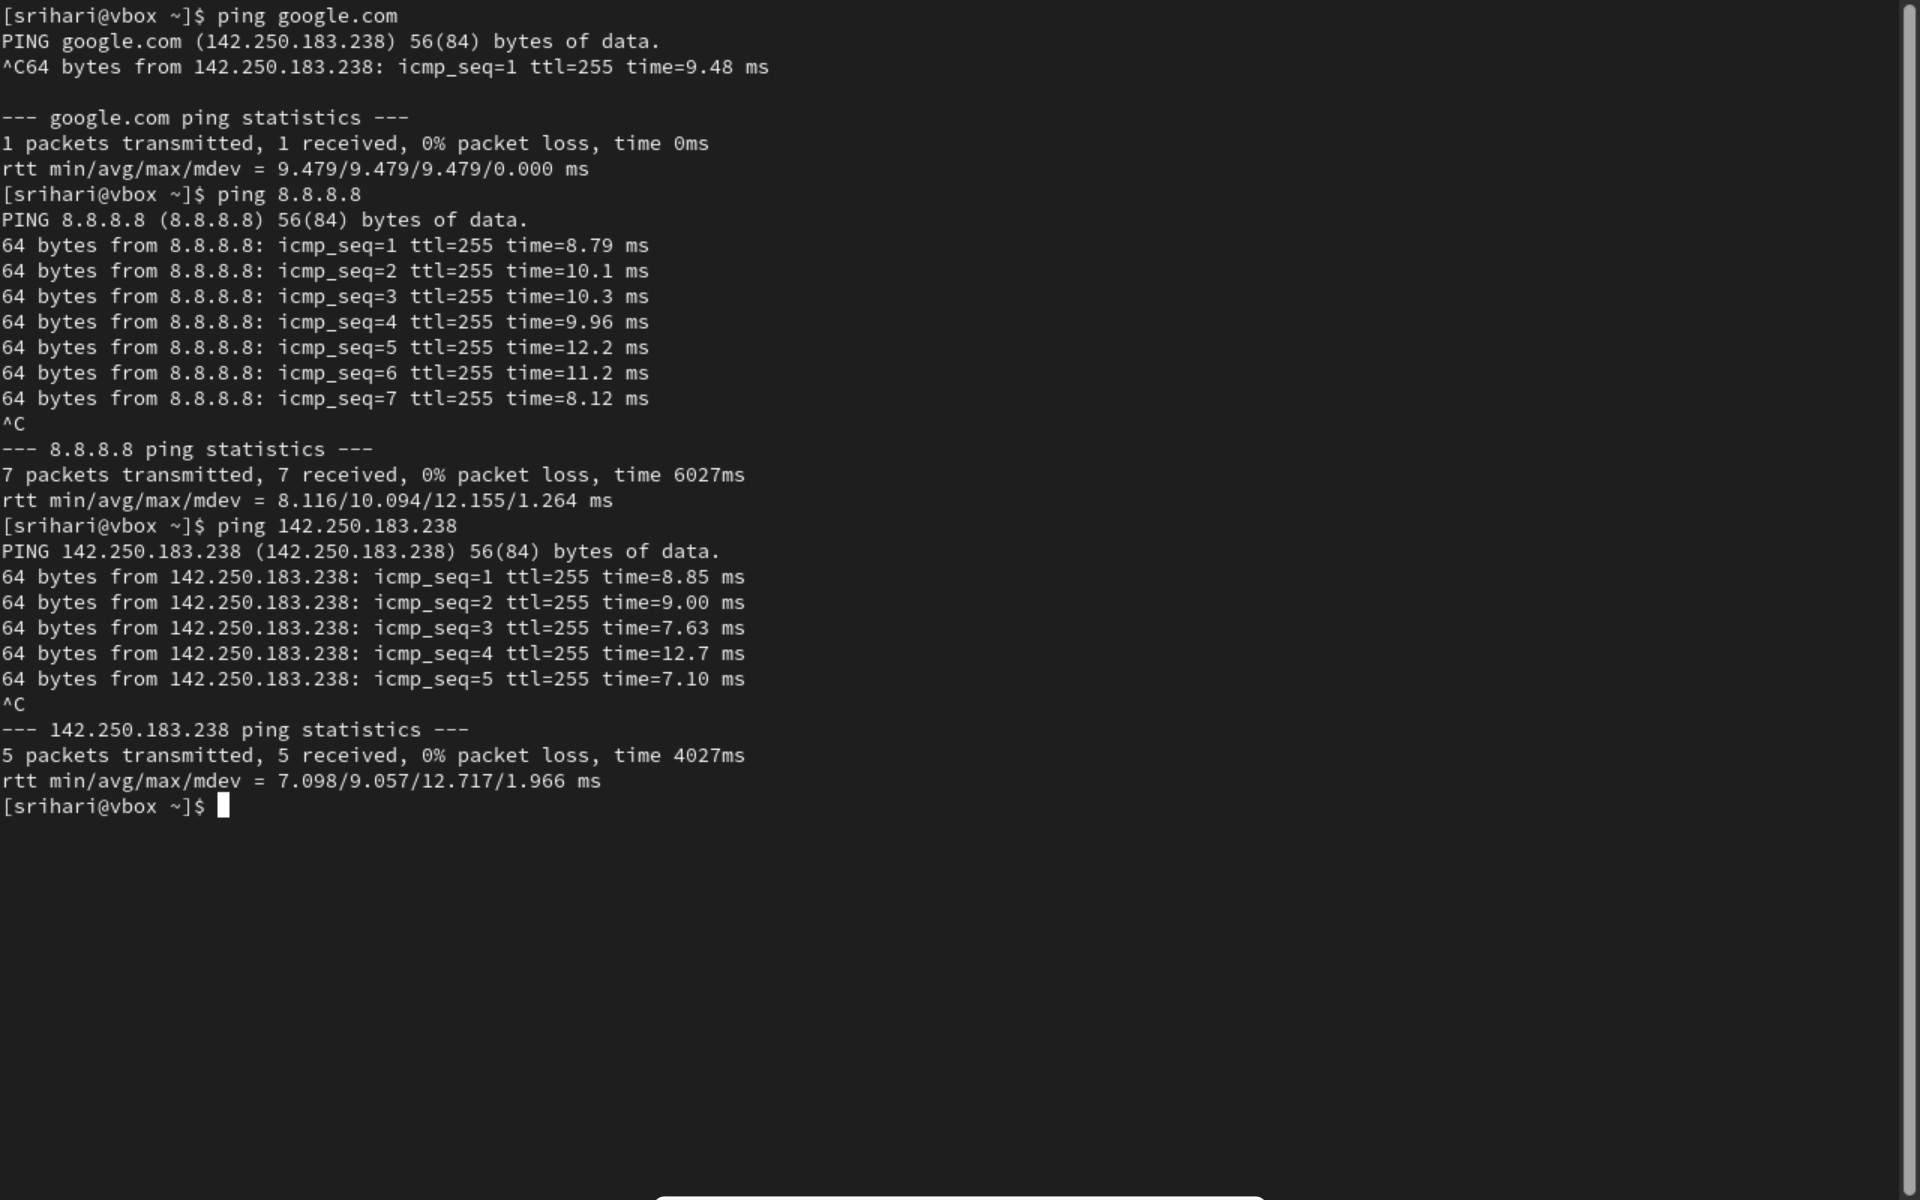 [srihari@vbox ~]$ ping google.com
PING google.com (142.250.183.238) 56(84) bytes of data.
^C64 bytes from 142.250.183.238: icmp_seq=1 ttl=255 time=9.48 ms
--- google.com ping statistics ---
1 packets transmitted, 1 received, 0% packet loss, time 0ms
rtt min/avg/max/mdev = 9.479/9.479/9.479/0.000 ms
[srihari@vbox ~]$ ping 8.8.8.8
PING 8.8.8.8 (8.8.8.8) 56(84) bytes of data.
64 bytes from 8.8.8.8: icmp_seq=1 ttl=255 time=8.79 ms
64 bytes from 8.8.8.8: icmp_seq=2 ttl=255 time=10.1 ms
64 bytes from 8.8.8.8: icmp_seq=3 ttl=255 time=10.3 ms
64 bytes from 8.8.8.8: icmp_seq=4 ttl=255 time=9.96 ms
64 bytes from 8.8.8.8: icmp_seq=5 ttl=255 time=12.2 ms
64 bytes from 8.8.8.8: icmp_seq=6 ttl=255 time=11.2 ms
64 bytes from 8.8.8.8: icmp_seq=7 ttl=255 time=8.12 ms
^C
--- 8.8.8.8 ping statistics ---
7 packets transmitted, 7 received, 0% packet loss, time 6027ms
rtt min/avg/max/mdev = 8.116/10.094/12.155/1.264 ms
[srihari@vbox ~]$ ping 142.250.183.238
PING 142.250.183.238 (142.250.183.238) 56(84) bytes of data.
64 bytes from 142.250.183.238: icmp_seq=1 ttl=255 time=8.85 ms
64 bytes from 142.250.183.238: icmp_seq=2 ttl=255 time=9.00 ms
64 bytes from 142.250.183.238: icmp_seq=3 ttl=255 time=7.63 ms
64 bytes from 142.250.183.238: icmp_seq=4 ttl=255 time=12.7 ms
64 bytes from 142.250.183.238: icmp_seq=5 ttl=255 time=7.10 ms
^C
--- 142.250.183.238 ping statistics ---
5 packets transmitted, 5 received, 0% packet loss, time 4027ms
rtt min/avg/max/mdev = 7.098/9.057/12.717/1.966 ms
[srihari@vbox ~]$